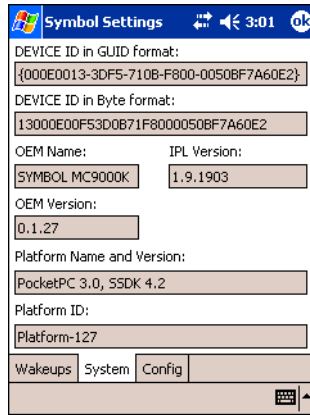 Symbol Settings 3:01 ok
DEVICE ID in GUID format:
{000E0013-3DF5-710B-F800-0050BF7A60E2}
DEVICE ID in Byte format:
13000E00F53D0B71F8000050BF7A60E2
OEM Name: IPL Version:
SYMBOL MC9000K 1.9.1903
OEM Version:
0.1.27
Platform Name and Version:
PocketPC 3.0, SSDK 4.2
Platform ID:
Platform-127
Wakeups System Config